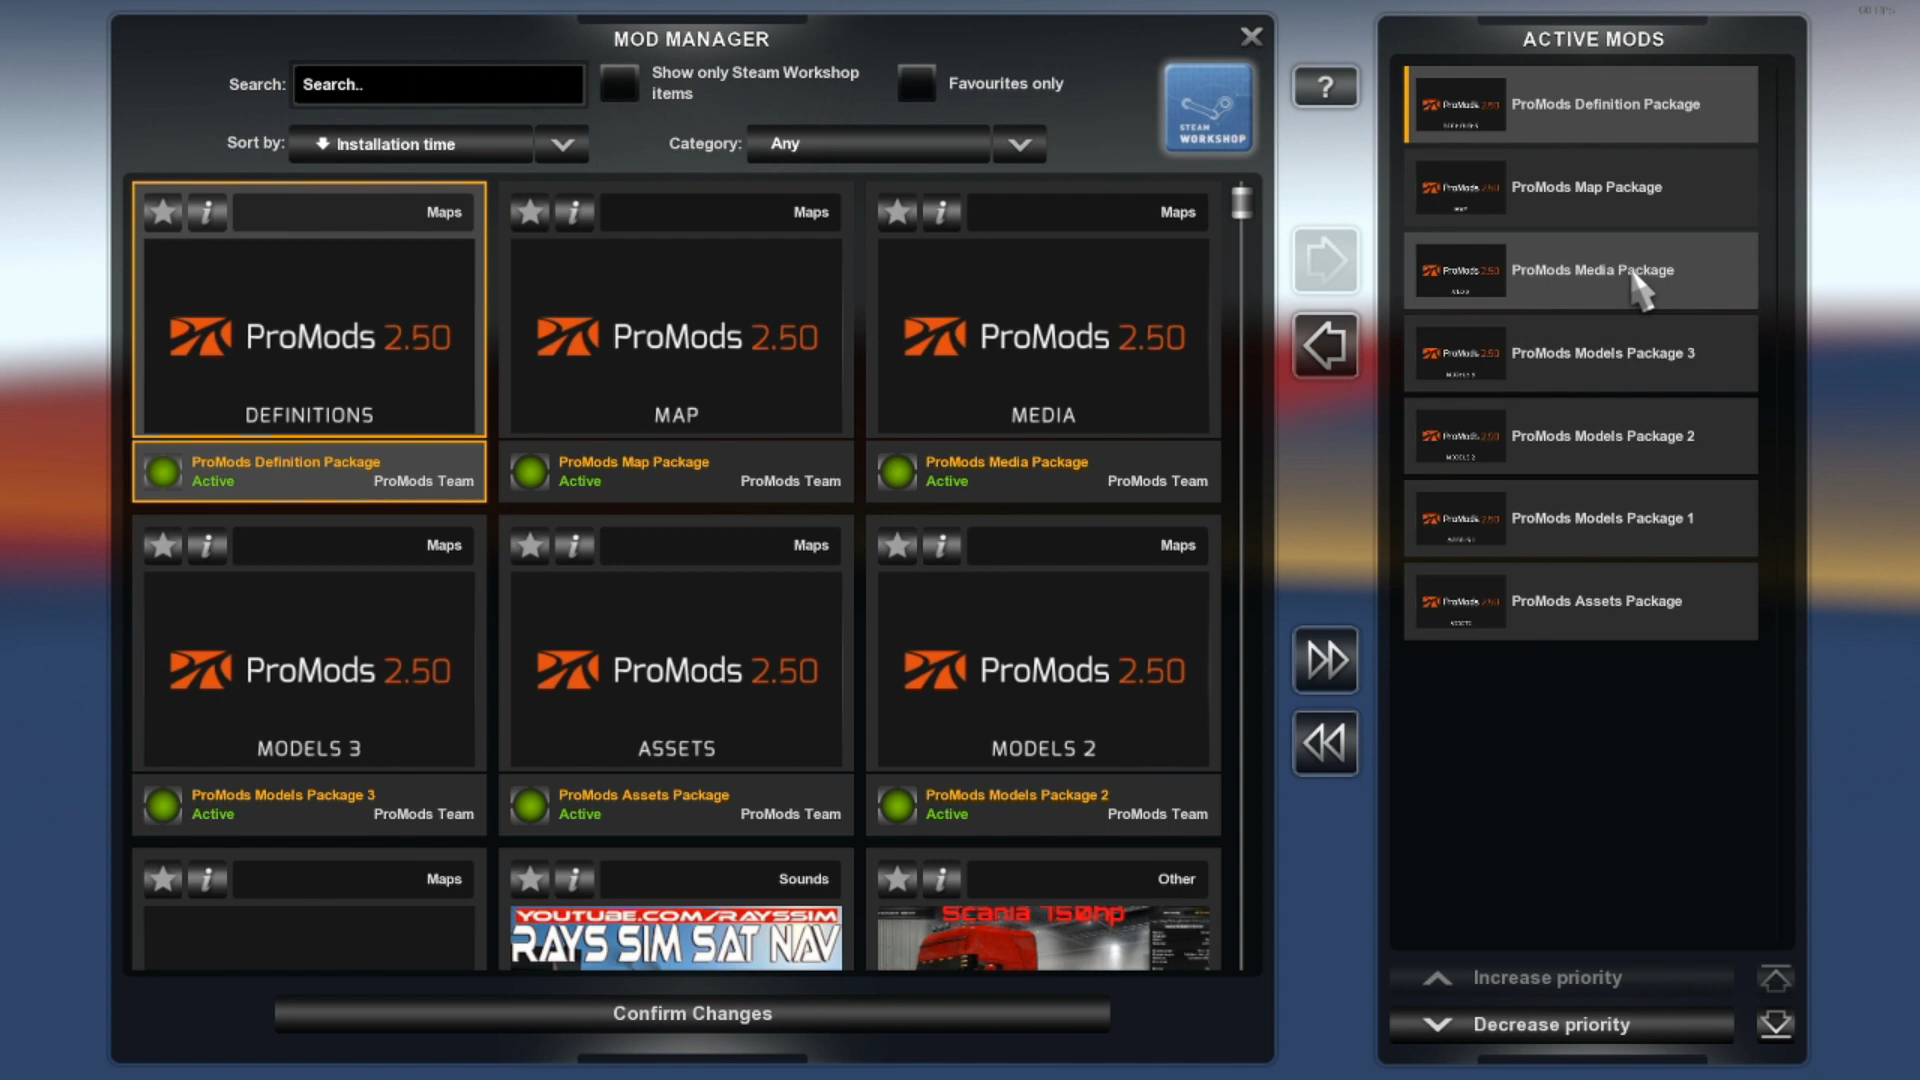 MOD MANAGER
Search:
Search..
Show only Steam Workshop
items
Favourites only
STEAM
WORKSHOP
Sort by:
Installation time
Category:
Any
Maps
ProMods 2.50
DEFINITIONS
ProMods Definition Package
Active
ProMods Team
Maps
ProMods 2.50
MAP
ProMods Map Package
Active
ProMods Team
Maps
ProMods 2.50
MEDIA
ProMods Media Package
Active
ProMods Team
Maps
ProMods 2.50
MODELS 3
ProMods Models Package 3
Active
ProMods Team
Maps
ProMods 2.50
ASSETS
ProMods Assets Package
Active
ProMods Team
Maps
ProMods 2.50
MODELS 2
ProMods Models Package 2
Active
ProMods Team
Maps
Sounds
YOUTUBE.COM/RAYSSIM
RAYS SIM SAT NAV
Other
Scania 750hp
Confirm Changes
?
ACTIVE MODS
ProMods Definition Package
ProMods Map Package
ProMods Media Package
ProMods Models Package 3
ProMods Models Package 2
ProMods Models Package 1
ProMods Assets Package
Increase priority
Decrease priority